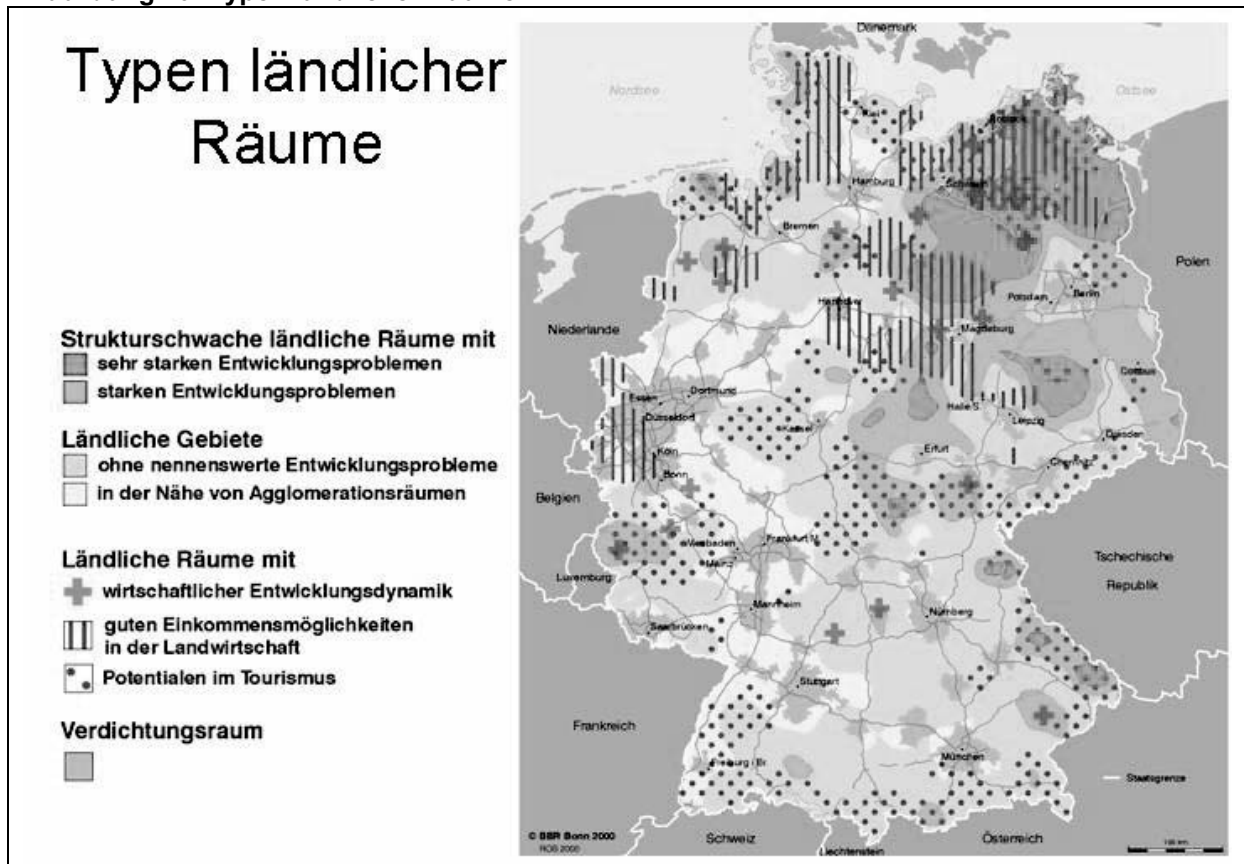 Typen ländlicher
Räume
Strukturschwache ländliche Räume mit
sehr starken Entwicklungsproblemen
starken Entwicklungsproblemen
Ländliche Gebiete
ohne nennenswerte Entwicklungsprobleme
in der Nähe von Agglomerationsräumen
Ländliche Räume mit
wirtschaftlicher Entwicklungsdynamik
guten Einkommensmöglichkeiten
in der Landwirtschaft
Potentialen im Tourismus
Verdichtungsraum
Dänemark
Nordsee
Ostsee
Kiel
Rostock
Hamburg
Schwerin
Bremen
Polen
Hannover
Potsdam
Berlin
Niederlande
Magdeburg
Cottbus
Essen
Dortmund
Düsseldorf
Halle S.
Leipzig
Kassel
Dresden
Köln
Erfurt
Chemnitz
Bonn
Belgien
Wiesbaden
Frankfurt M.
Mainz
Tschechische
Republik
Luxemburg
Mannheim
Nürnberg
Saarbrücken
Stuttgart
Frankreich
München
Freiburg i. Br.
Staatsgrenze
© BBR Bonn 2000
ROB 2000
Schweiz
Österreich
Liechtenstein
100 km